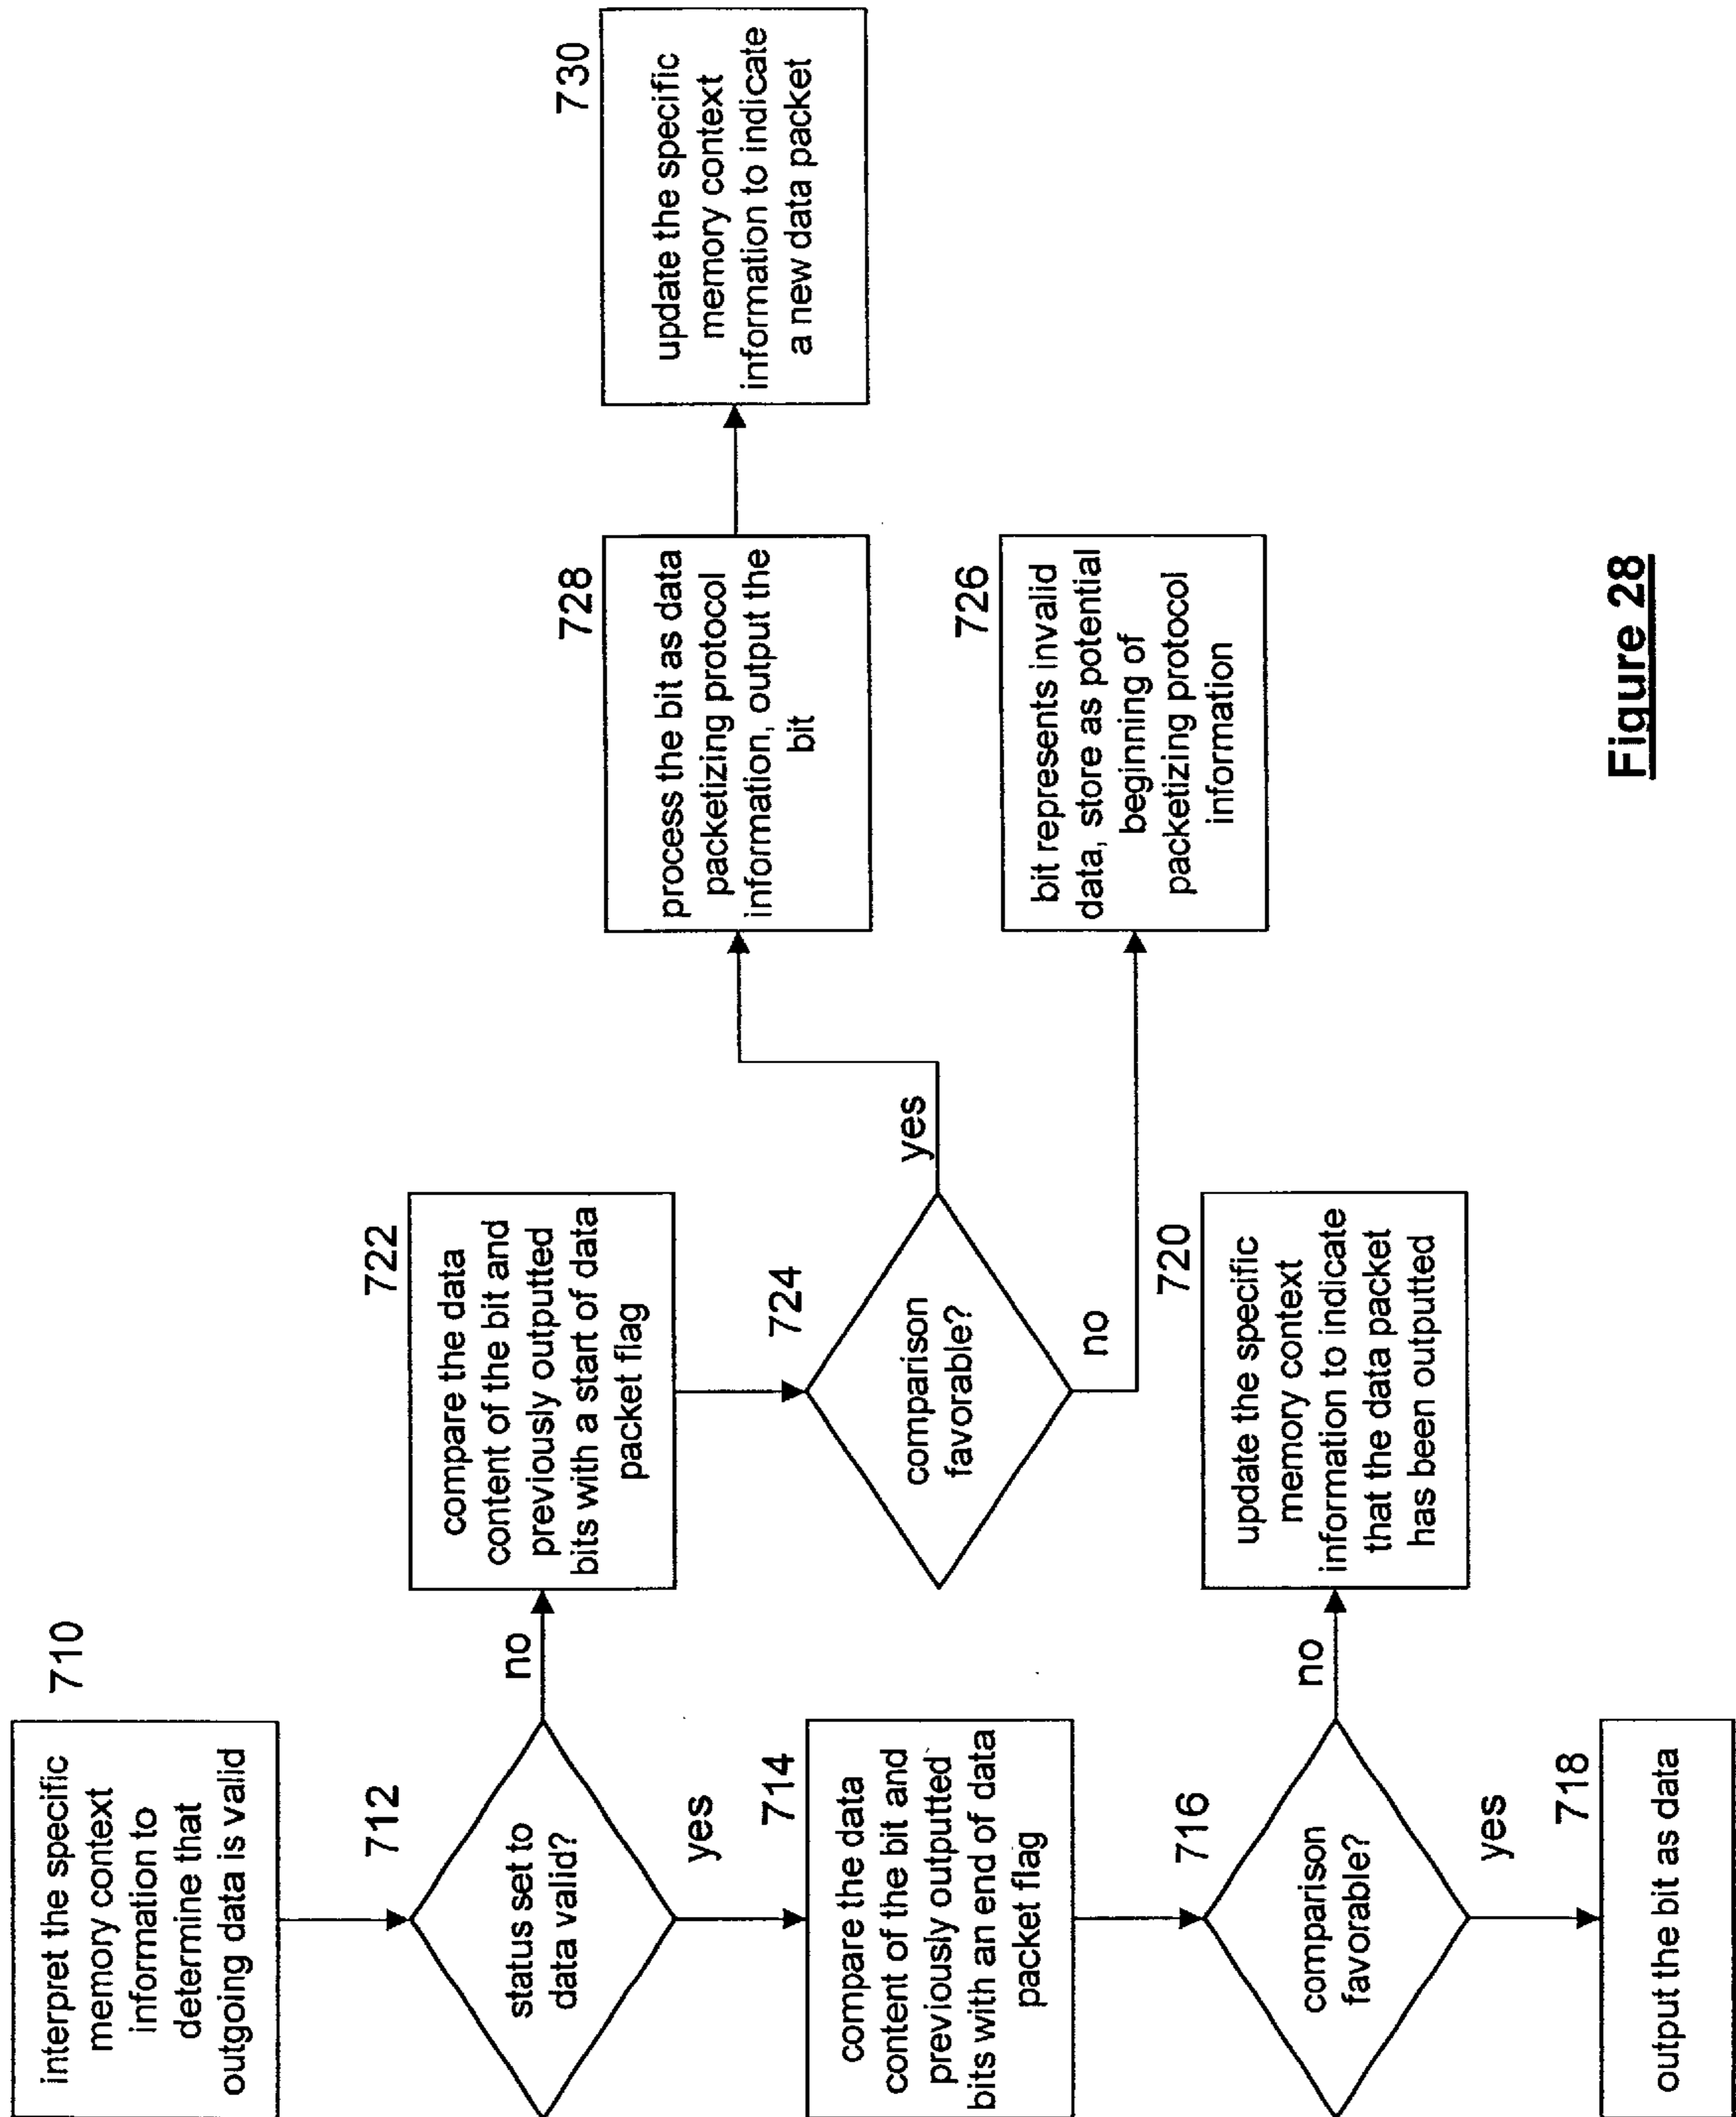 710
interpret the specific
memory context
information to
determine that
outgoing data is valid
712
status set to
data valid?
no
yes
714
compare the data
content of the bit and
previously outputted
bits with an end of data
packet flag
716
comparison
favorable?
no
yes
718
output the bit as data
720
update the specific
memory context
information to indicate
that the data packet
has been outputted
722
compare the data
content of the bit and
previously outputted
bits with a start of data
packet flag
724
comparison
favorable?
yes
no
728
process the bit as data
packetizing protocol
information, output the
bit
726
bit represents invalid
data, store as potential
beginning of
packetizing protocol
information
730
update the specific
memory context
information to indicate
a new data packet
Figure 28